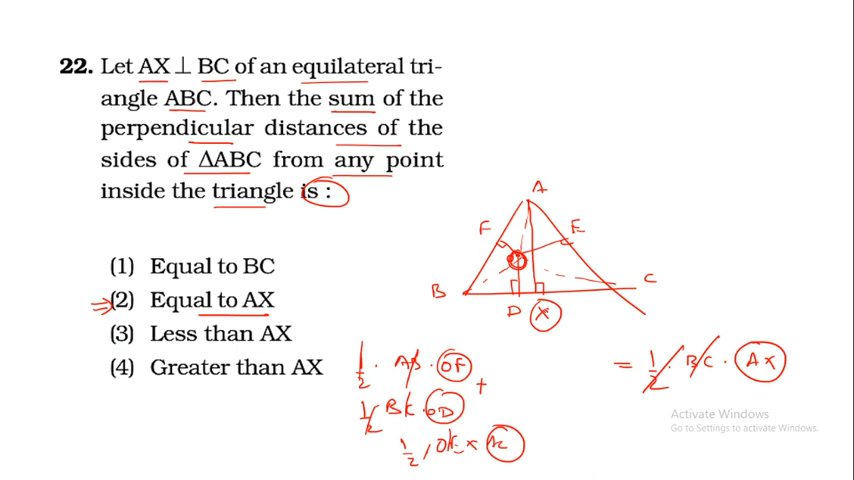 22. Let AX ⊥ BC of an equilateral tri-
angle ABC. Then the sum of the
perpendicular distances of the
sides of ΔABC from any point
inside the triangle is :
(1) Equal to BC
(2) Equal to AX
(3) Less than AX
(4) Greater than AX
A
F
E
B
C
D
X
1/2 · AB · OF +
1/2 BC · OD
1/2, OE ×
= 1/2 · BC · AX
Activate Windows
Go to Settings to activate Windows.